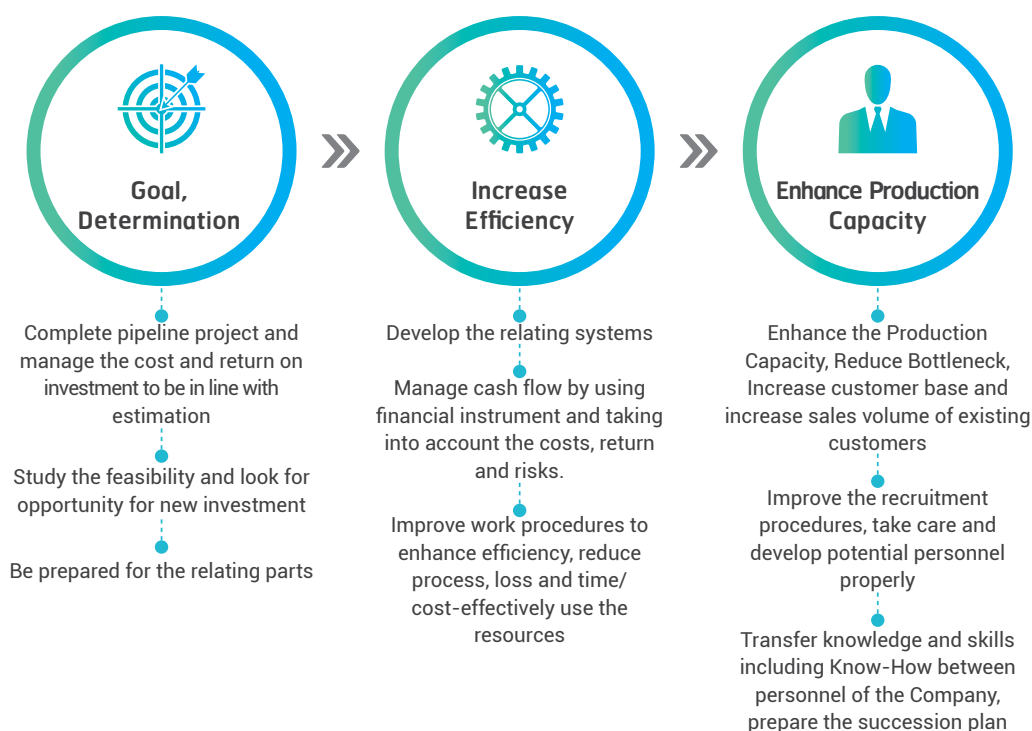 Goal,
Determination
Complete pipeline project and
manage the cost and return on
investment to be in line with
estimation
Study the feasibility and look for
opportunity for new investment
Be prepared for the relating parts
Increase
Efficiency
Develop the relating systems
Manage cash flow by using
financial instrument and taking
into account the costs, return
and risks.
Improve work procedures to
enhance efficiency, reduce
process, loss and time/
cost-effectively use the
resources
Enhance Production
Capacity
Enhance the Production
Capacity, Reduce Bottleneck,
Increase customer base and
increase sales volume of existing
customers
Improve the recruitment
procedures, take care and
develop potential personnel
properly
Transfer knowledge and skills
including Know-How between
personnel of the Company,
prepare the succession plan